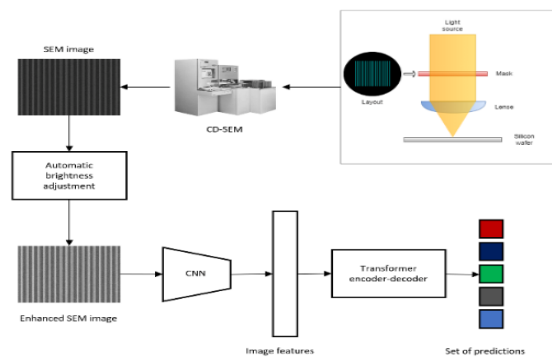 SEM image
Light
source
Mask
Layout
Lense
CD-SEM
Silicon
wafer
Automatic
brightness
adjustment
CNN
Transformer
encoder-decoder
Enhanced SEM image
Image features
Set of predictions